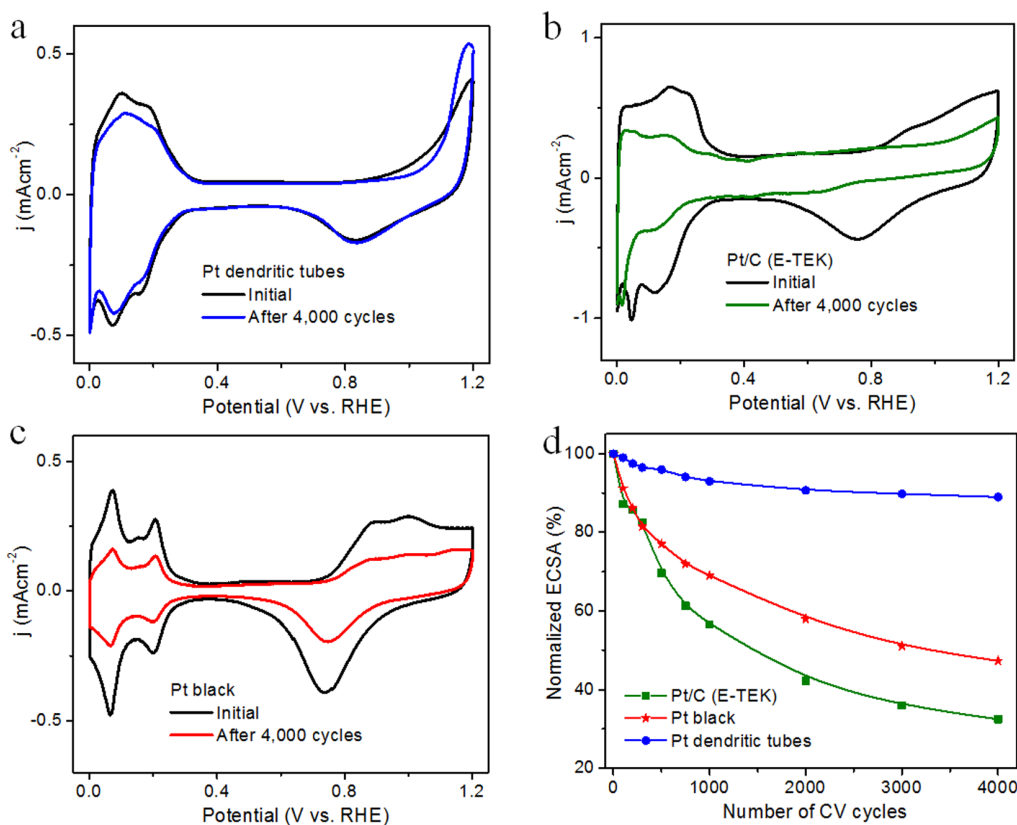 a
0.5
0.0
-0.5
j (mAcm-2)
Pt dendritic tubes
Initial
After 4,000 cycles
0.0 0.4 0.8 1.2
Potential (V vs. RHE)
b
1
0
-1
j (mAcm-2)
Pt/C (E-TEK)
Initial
After 4,000 cycles
0.0 0.4 0.8 1.2
Potential (V vs. RHE)
c
0.5
0.0
-0.5
j (mAcm-2)
Pt black
Initial
After 4,000 cycles
0.0 0.4 0.8 1.2
Potential (V vs. RHE)
d
100
80
60
40
20
Normalized ECSA (%)
Pt/C (E-TEK)
Pt black
Pt dendritic tubes
0 1000 2000 3000 4000
Number of CV cycles